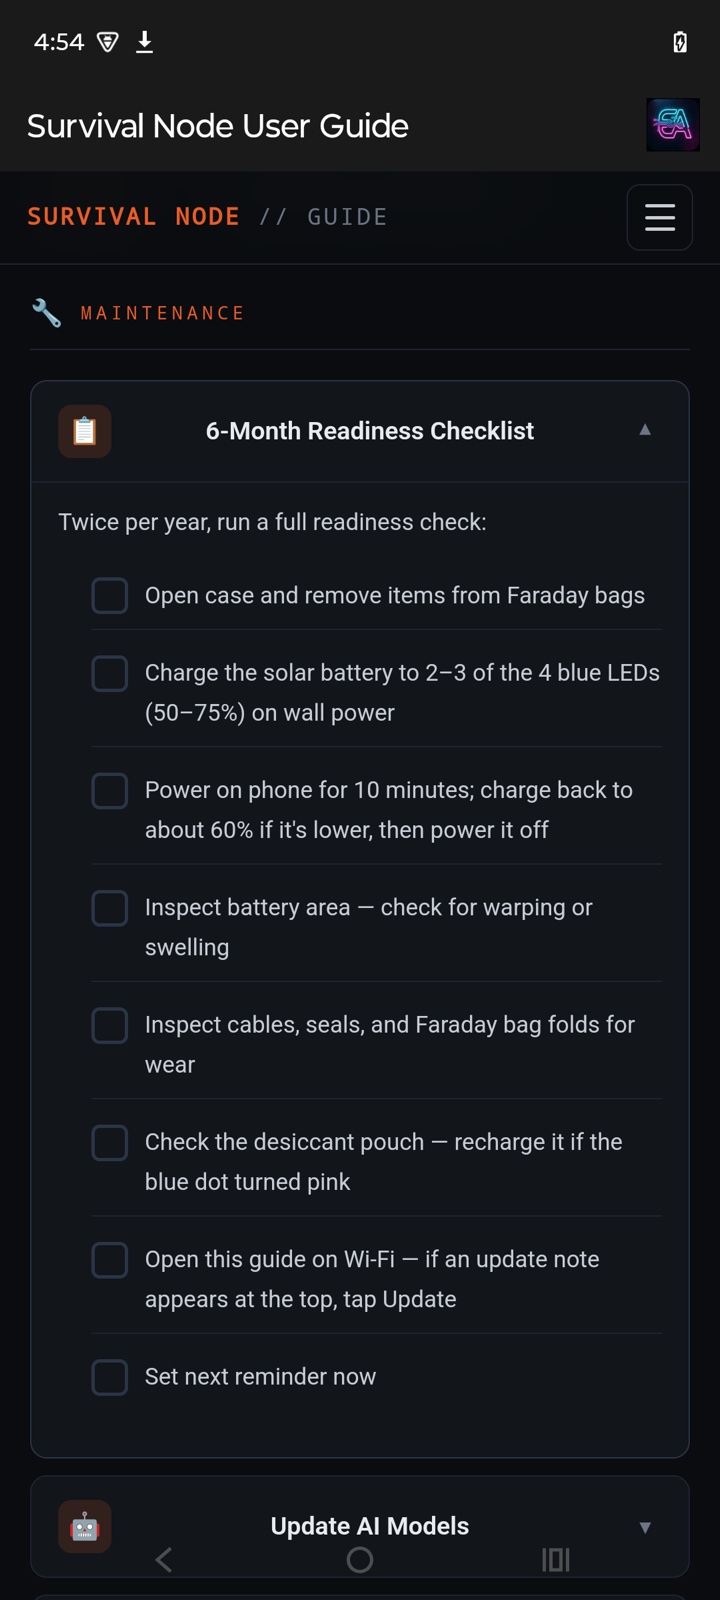 4:54
Survival Node User Guide
SURVIVAL NODE // GUIDE
MAINTENANCE
6-Month Readiness Checklist
Twice per year, run a full readiness check:
Open case and remove items from Faraday bags
Charge the solar battery to 2–3 of the 4 blue LEDs
(50–75%) on wall power
Power on phone for 10 minutes; charge back to
about 60% if it's lower, then power it off
Inspect battery area — check for warping or
swelling
Inspect cables, seals, and Faraday bag folds for
wear
Check the desiccant pouch — recharge it if the
blue dot turned pink
Open this guide on Wi-Fi — if an update note
appears at the top, tap Update
Set next reminder now
Update AI Models